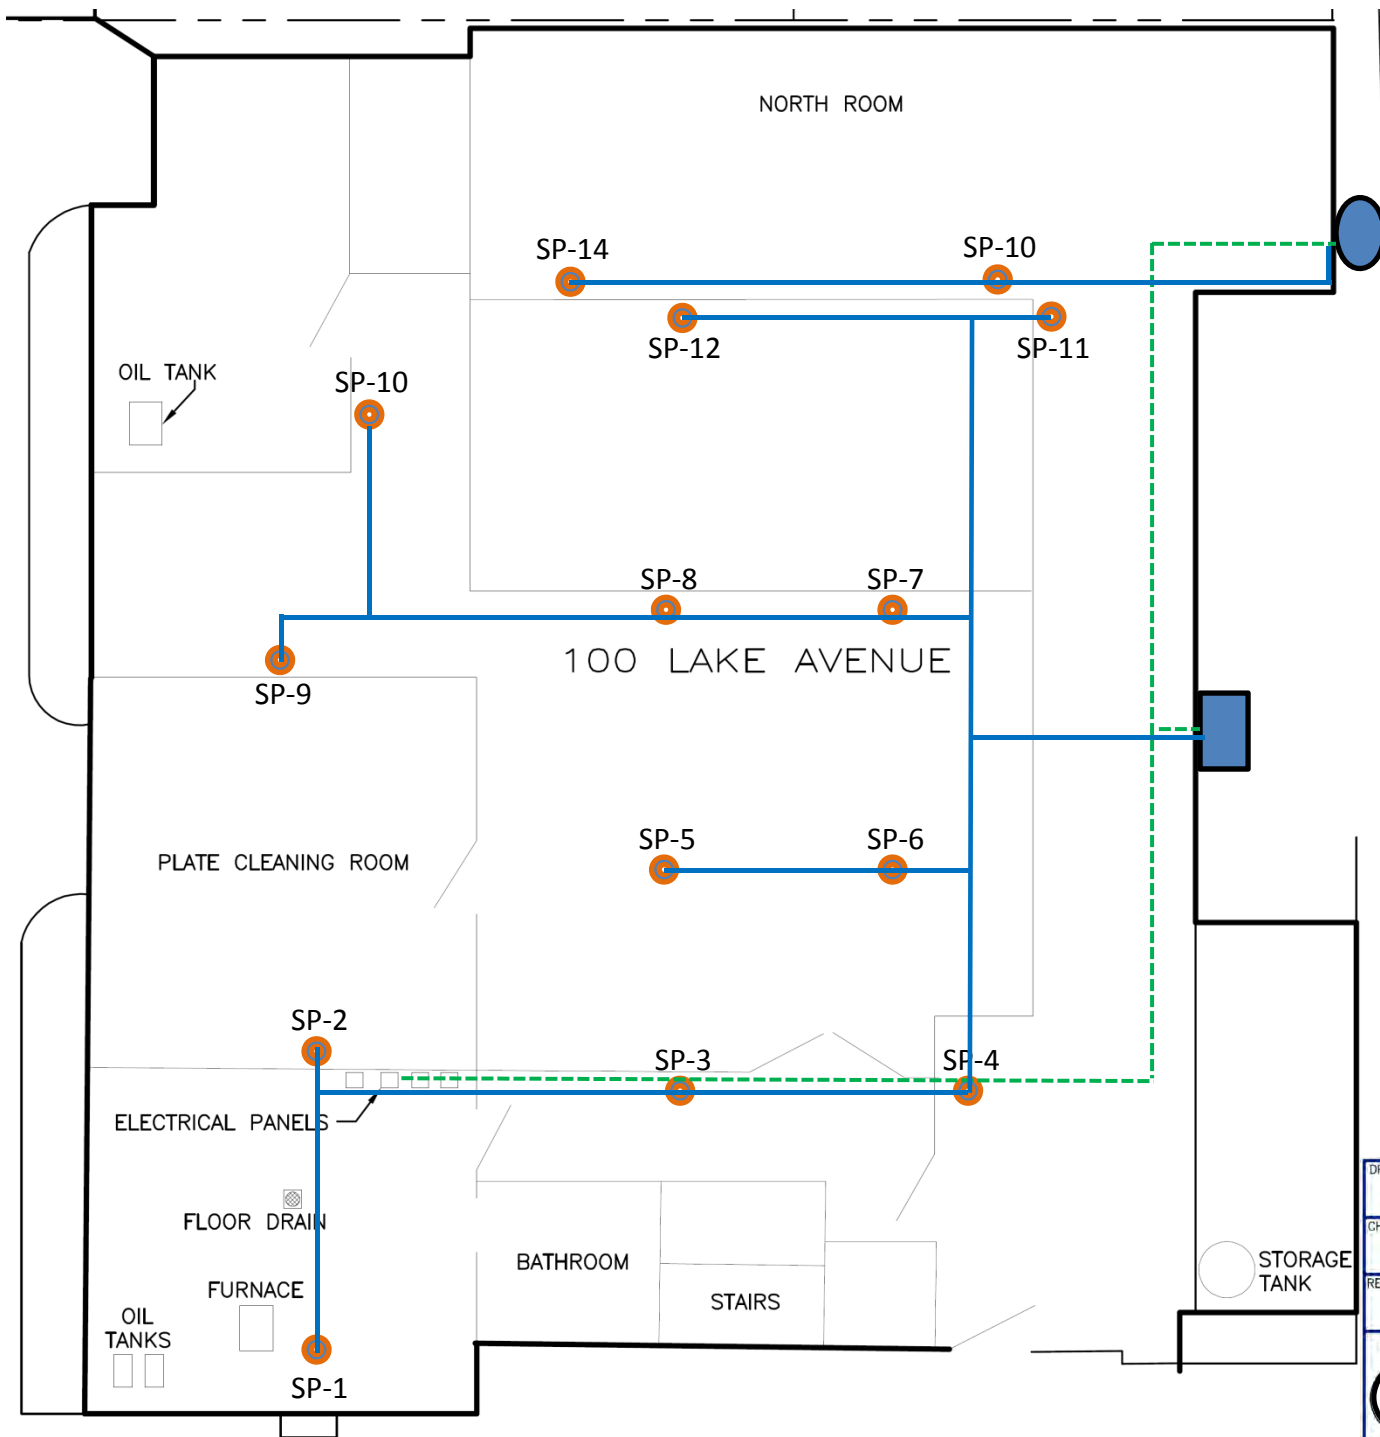 NORTH ROOM
SP-14
SP-10
SP-12
SP-11
OIL TANK
SP-10
SP-8
SP-7
100 LAKE AVENUE
SP-9
SP-5
SP-6
PLATE CLEANING ROOM
SP-2
SP-3
SP-4
ELECTRICAL PANELS
FLOOR DRAIN
BATHROOM
STORAGE
TANK
FURNACE
STAIRS
OIL
TANKS
SP-1